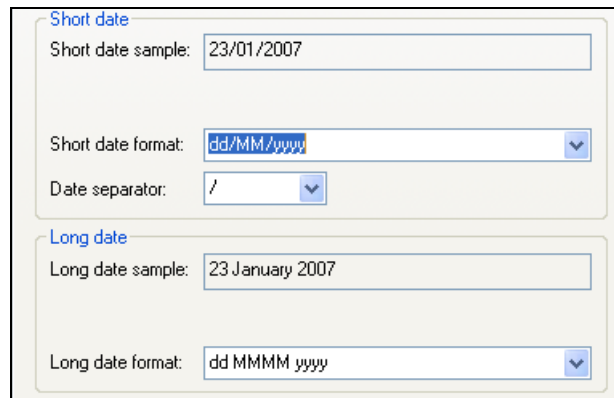 Short date
Short date sample: 23/01/2007
Short date format: dd/MM/yyyy
Date separator: /
Long date
Long date sample: 23 January 2007
Long date format: dd MMMM yyyy